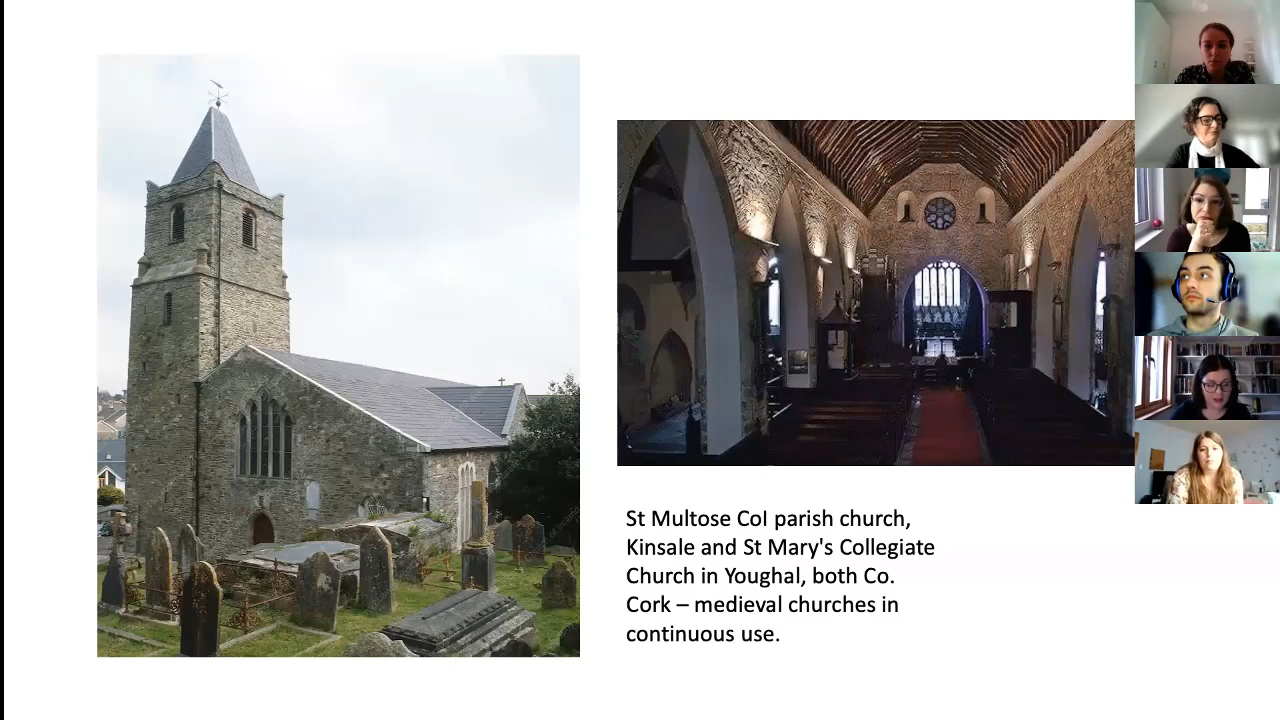 St Multose CoI parish church,
Kinsale and St Mary's Collegiate
Church in Youghal, both Co.
Cork – medieval churches in
continuous use.